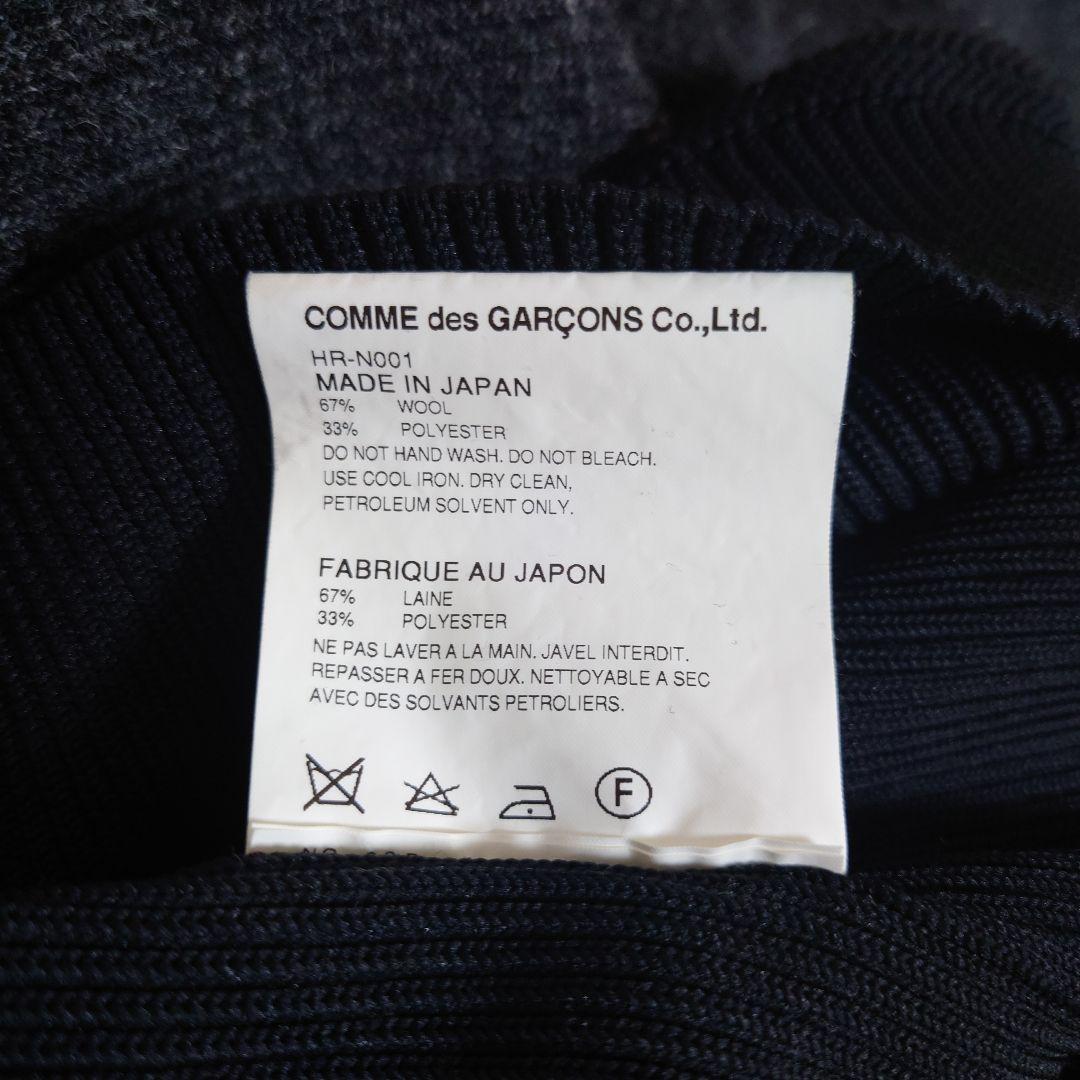 COMME des GARÇONS Co.,Ltd.
HR-N001
MADE IN JAPAN
67% WOOL
33% POLYESTER
DO NOT HAND WASH. DO NOT BLEACH.
USE COOL IRON. DRY CLEAN,
PETROLEUM SOLVENT ONLY.
FABRIQUE AU JAPON
67% LAINE
33% POLYESTER
NE PAS LAVER A LA MAIN. JAVEL INTERDIT.
REPASSER A FER DOUX. NETTOYABLE A SEC
AVEC DES SOLVANTS PETROLIERS.
F